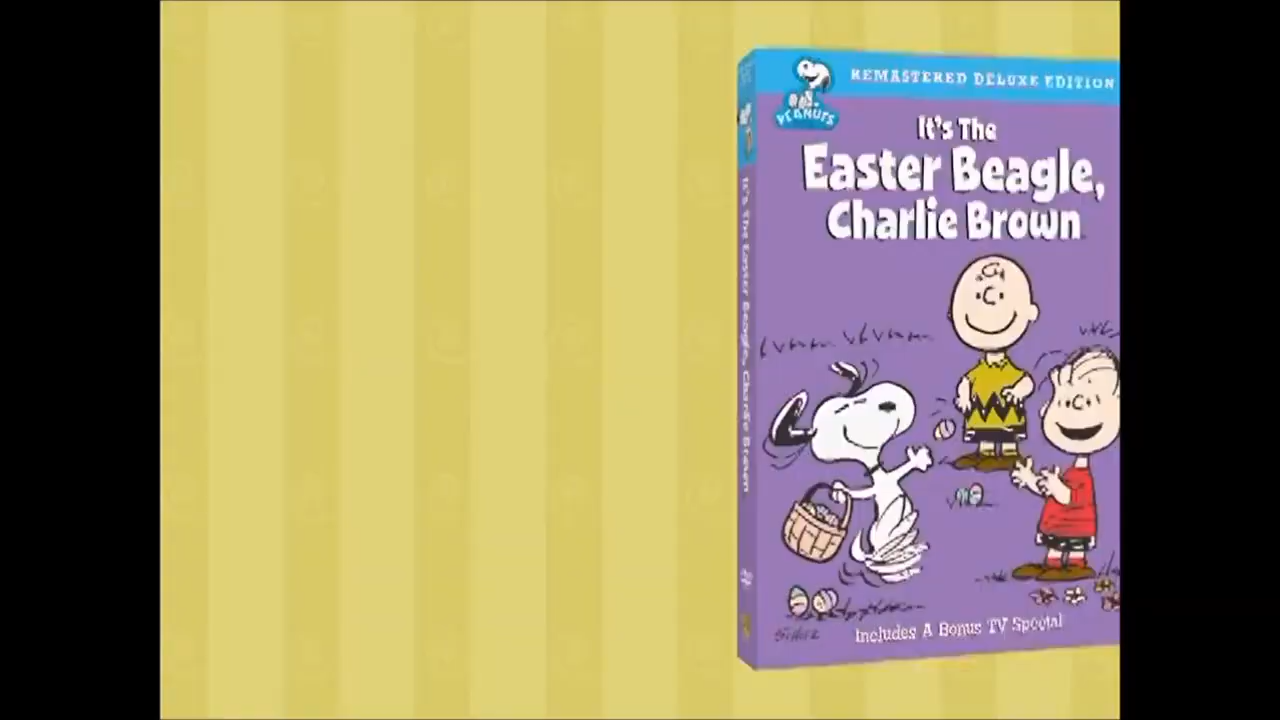 REMASTERED DELUXE EDITION
PEANUTS
It's The
Easter Beagle,
Charlie Brown
It's The Easter Beagle, Charlie Brown
Includes A Bonus TV Special